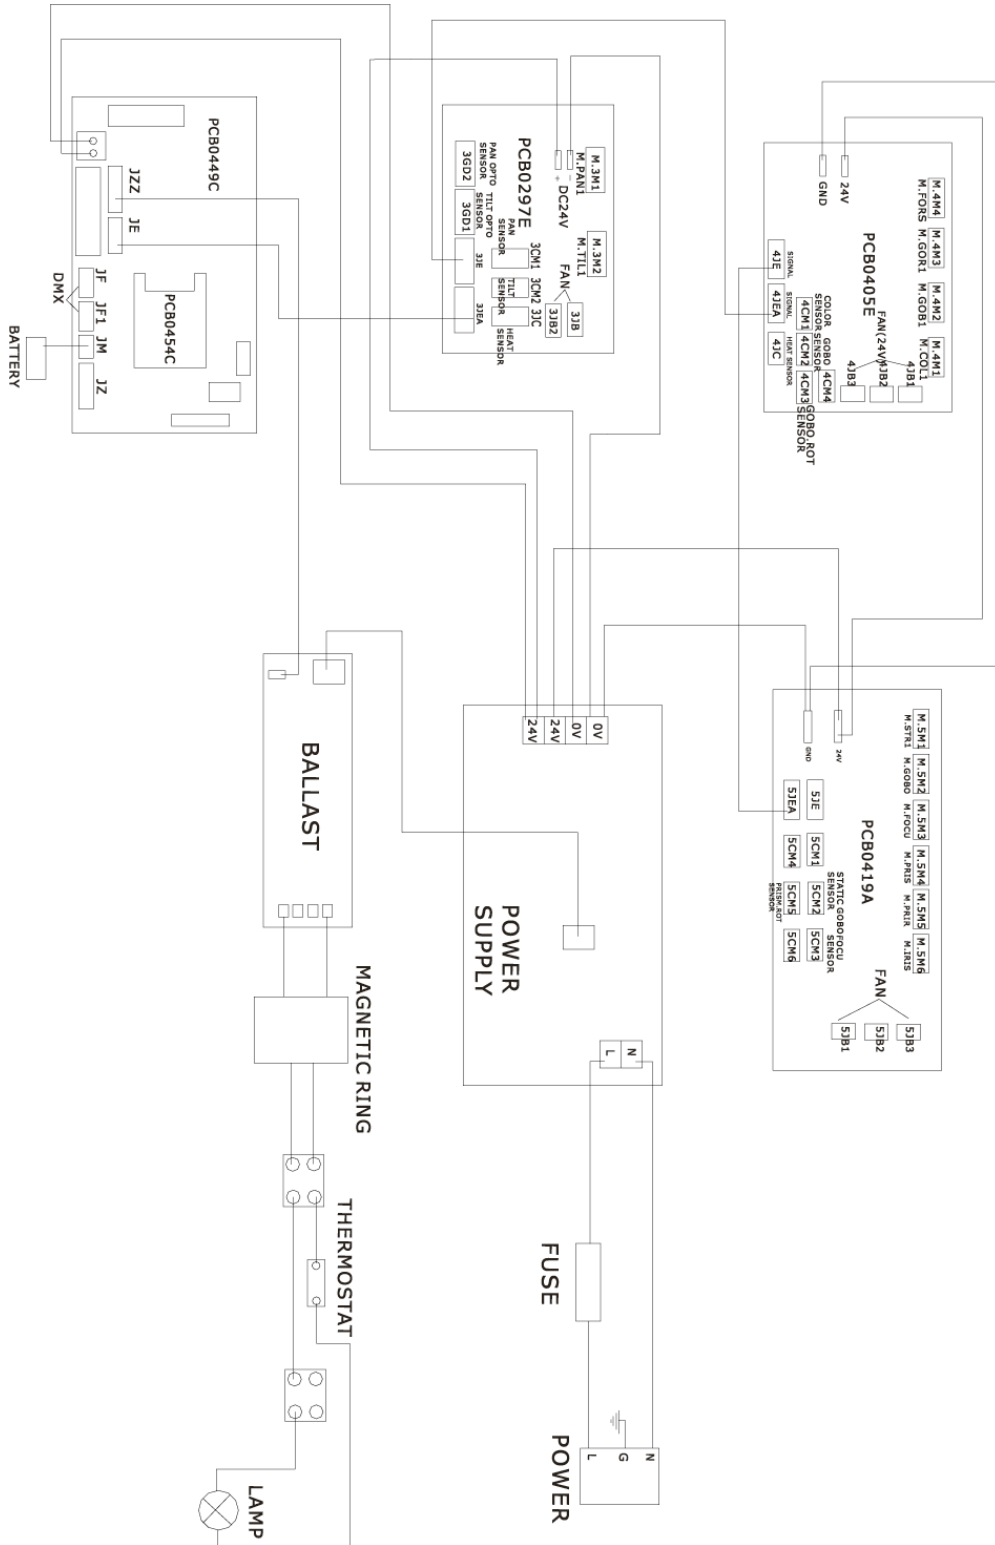 PCB0449C
JZZ
JE
JF
JF1
JM
JZ
DMX
BATTERY
PCB0454C
M.3M1
M.PAN1
M.3M2
M.TIL1
- DC24V +
PCB0297E
FAN
3JB
3JB2
3GD2
PAN OPTO
SENSOR
3GD1
TILT OPTO
SENSOR
3JE
3JEA
PAN
SENSOR
3CM1
TILT
SENSOR
3CM2
3JC
HEAT
SENSOR
24V
GND
M.4M4
M.FORS
M.4M3
M.GOR1
M.4M2
M.GOB1
M.4M1
M.COL1
PCB0405E
FAN(24V)
4JB1
4JB2
4JB3
4JE
SIGNAL
4JEA
SIGNAL
4JC
HEAT SENSOR
COLOR
SENSOR
4CM1
GOBO
SENSOR
4CM2
4CM3
4CM4
GOBO.ROT
SENSOR
BALLAST
24V
24V
0V
0V
POWER
SUPPLY
L
N
M.5M1
M.STR1
M.5M2
M.GOBO
M.5M3
M.FOCU
M.5M4
M.PRIS
M.5M5
M.PRIR
M.5M6
M.IRIS
24V
GND
PCB0419A
5JEA
5JE
5CM4
5CM1
5CM5
5CM2
5CM6
5CM3
STATIC GOBO
SENSOR
FOCU
SENSOR
PRISM.ROT
SENSOR
FAN
5JB1
5JB2
5JB3
MAGNETIC RING
THERMOSTAT
FUSE
LAMP
POWER
L
G
N